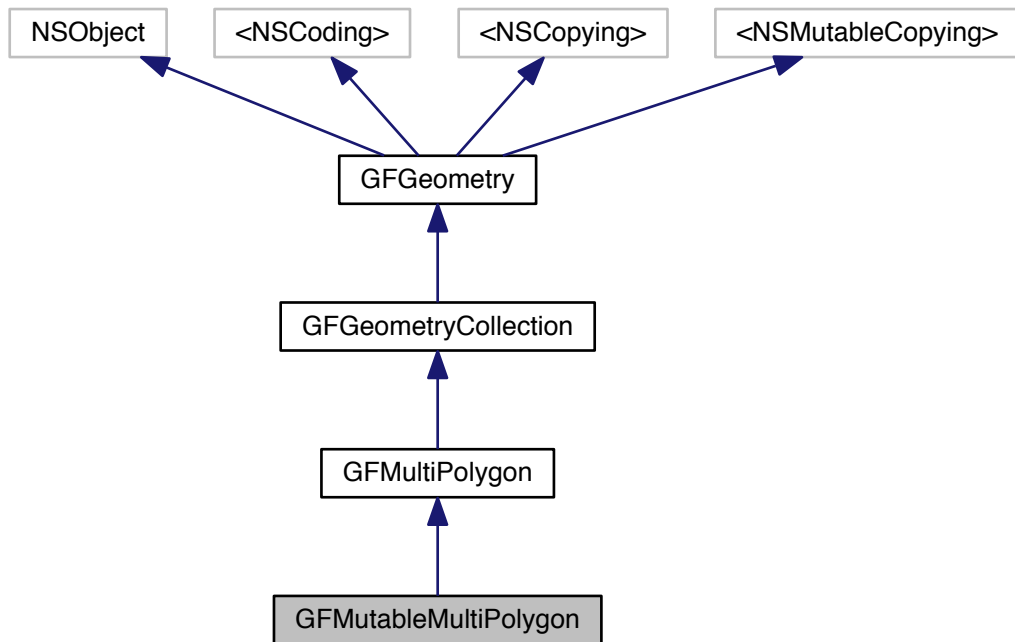 NSObject
<NSCoding>
<NSCopying>
<NSMutableCopying>
GFGeometry
GFGeometryCollection
GFMultiPolygon
GFMutableMultiPolygon